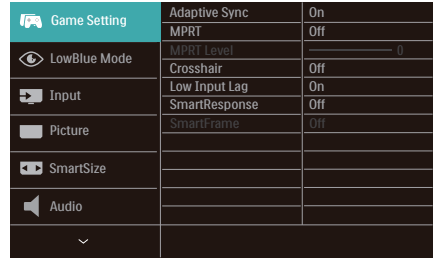 Game Setting
LowBlue Mode
Input
Picture
SmartSize
Audio
Adaptive Sync On
MPRT Off
MPRT Level 0
Crosshair Off
Low Input Lag On
SmartResponse Off
SmartFrame Off